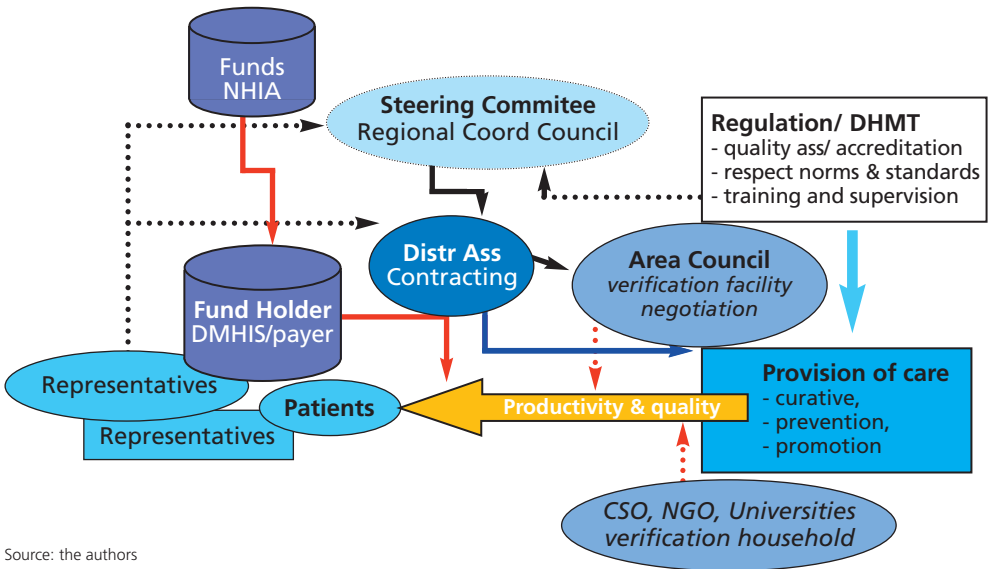 Funds
NHIA
Steering Commitee
Regional Coord Council
Regulation/ DHMT
- quality ass/ accreditation
- respect norms & standards
- training and supervision
Distr Ass
Contracting
Area Council
verification facility
negotiation
Fund Holder
DMHIS/payer
Representatives
Representatives
Patients
Productivity & quality
Provision of care
- curative,
- prevention,
- promotion
CSO, NGO, Universities
verification household
Source: the authors